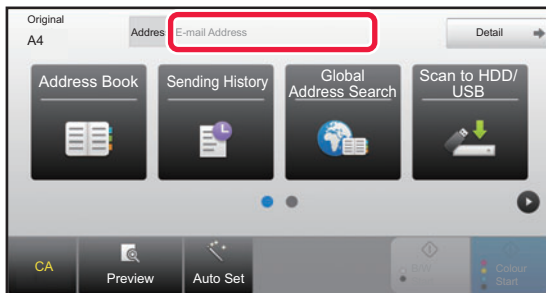 Original
A4
Addres
E-mail Address
Detail
Address Book
Sending History
Global
Address Search
Scan to HDD/
USB
CA
Preview
Auto Set
B/W
Colour
Start